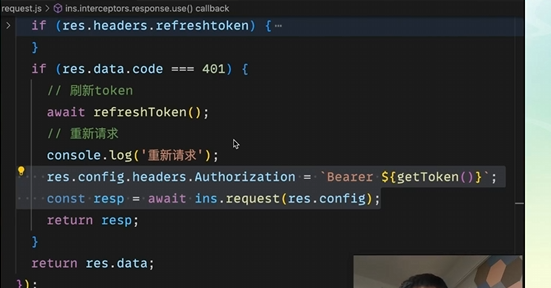 request.js > ins.interceptors.response.use() callback
if (res.headers.refreshtoken) {⋯
}
if (res.data.code === 401) {
// 刷新token
await refreshToken();
// 重新请求
console.log('重新请求');
res.config.headers.Authorization = `Bearer ${getToken()}`;
const resp = await ins.request(res.config);
return resp;
}
return res.data;
});